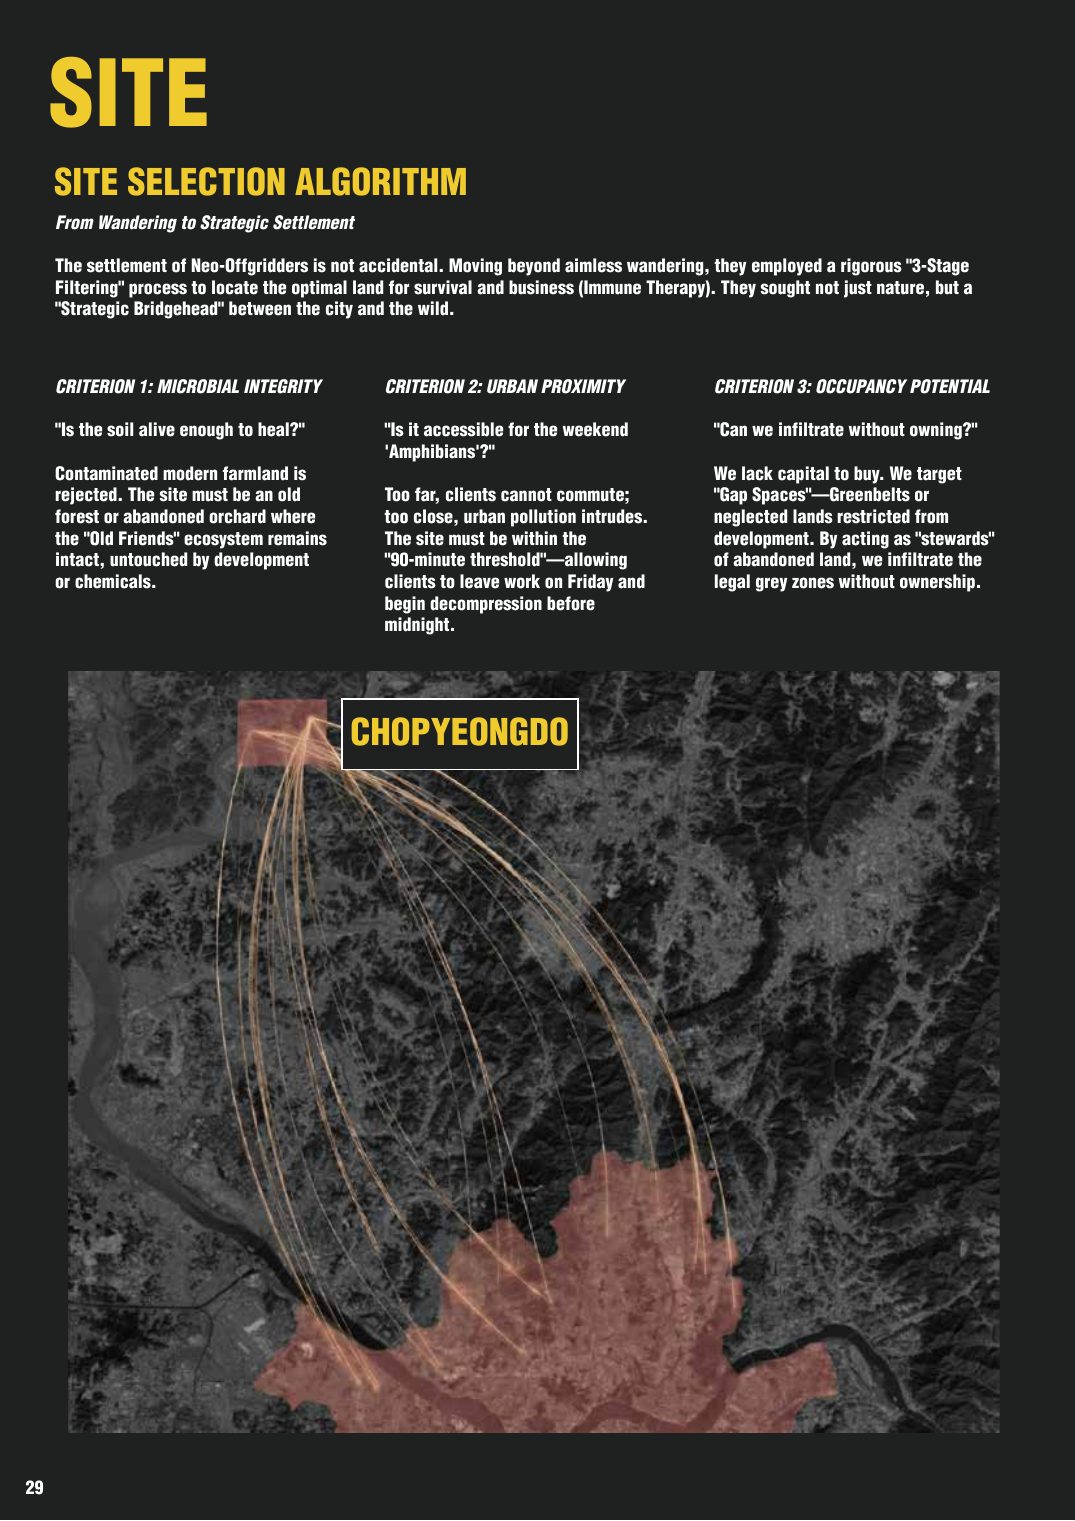 SITE
SITE SELECTION ALGORITHM
From Wandering to Strategic Settlement
The settlement of Neo-Offgridders is not accidental. Moving beyond aimless wandering, they employed a rigorous "3-Stage
Filtering" process to locate the optimal land for survival and business (Immune Therapy). They sought not just nature, but a
"Strategic Bridgehead" between the city and the wild.
CRITERION 1: MICROBIAL INTEGRITY
"Is the soil alive enough to heal?"
Contaminated modern farmland is
rejected. The site must be an old
forest or abandoned orchard where
the "Old Friends" ecosystem remains
intact, untouched by development
or chemicals.
CRITERION 2: URBAN PROXIMITY
"Is it accessible for the weekend
'Amphibians'?"
Too far, clients cannot commute;
too close, urban pollution intrudes.
The site must be within the
"90-minute threshold"—allowing
clients to leave work on Friday and
begin decompression before
midnight.
CRITERION 3: OCCUPANCY POTENTIAL
"Can we infiltrate without owning?"
We lack capital to buy. We target
"Gap Spaces"—Greenbelts or
neglected lands restricted from
development. By acting as "stewards"
of abandoned land, we infiltrate the
legal grey zones without ownership.
CHOPYEONGDO
29